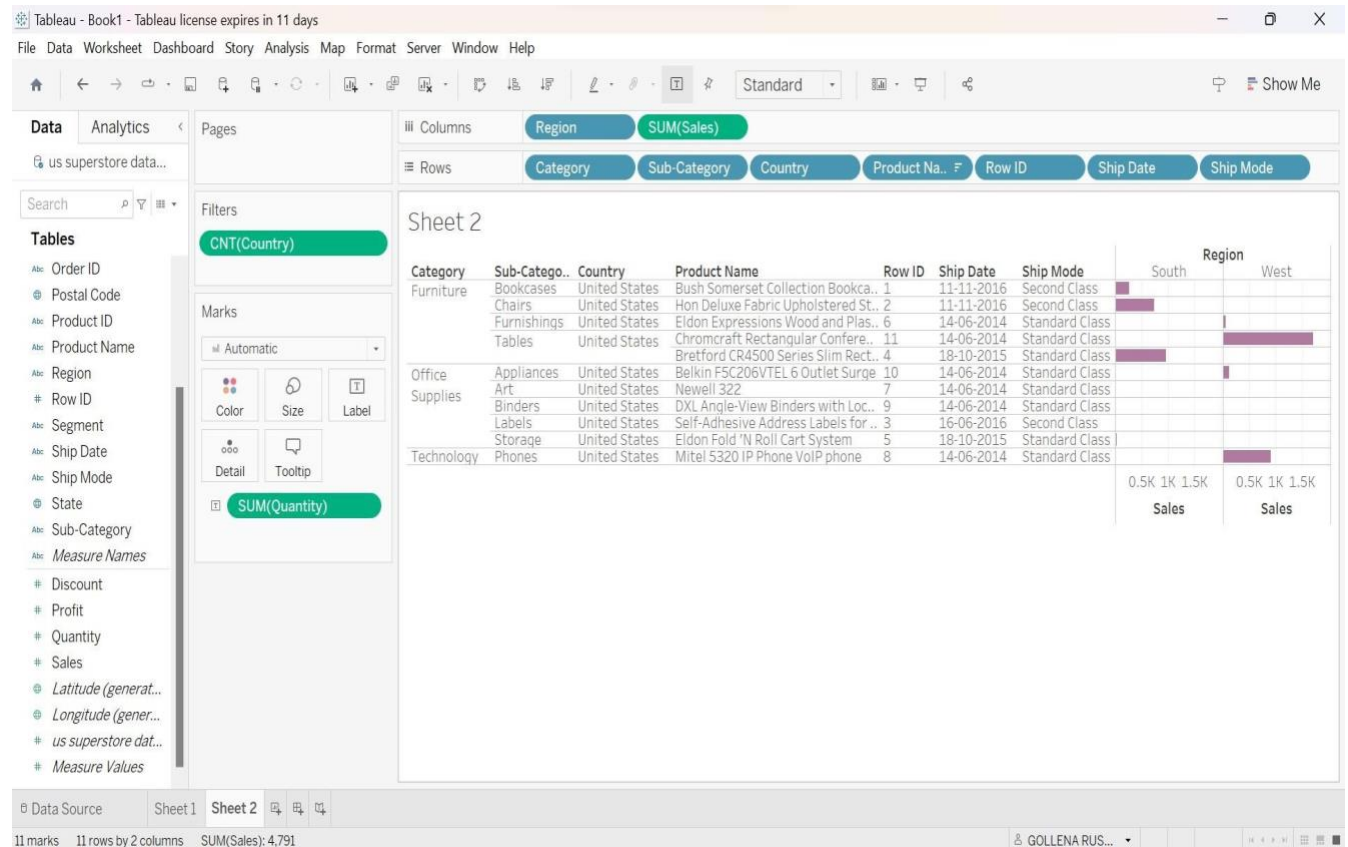 Tableau - Book1 - Tableau license expires in 11 days
File Data Worksheet Dashboard Story Analysis Map Format Server Window Help
Standard
Show Me
Data Analytics
us superstore data...
Search
Tables
Abc Order ID
Postal Code
Abc Product ID
Abc Product Name
Abc Region
# Row ID
Abc Segment
Abc Ship Date
Abc Ship Mode
State
Abc Sub-Category
Abc Measure Names
# Discount
# Profit
# Quantity
# Sales
Latitude (generat...
Longitude (gener...
# us superstore dat...
# Measure Values
Pages
Filters
CNT(Country)
Marks
Automatic
Color Size Label
Detail Tooltip
SUM(Quantity)
Columns Region SUM(Sales)
Rows Category Sub-Category Country Product Na.. Row ID Ship Date Ship Mode
Sheet 2
Region
Category Sub-Catego.. Country Product Name Row ID Ship Date Ship Mode South West
Furniture Bookcases United States Bush Somerset Collection Bookca.. 1 11-11-2016 Second Class
Chairs United States Hon Deluxe Fabric Upholstered St.. 2 11-11-2016 Second Class
Furnishings United States Eldon Expressions Wood and Plas.. 6 14-06-2014 Standard Class
Tables United States Chromcraft Rectangular Confere.. 11 14-06-2014 Standard Class
Bretford CR4500 Series Slim Rect.. 4 18-10-2015 Standard Class
Office Supplies Appliances United States Belkin F5C206VTEL 6 Outlet Surge 10 14-06-2014 Standard Class
Art United States Newell 322 7 14-06-2014 Standard Class
Binders United States DXL Angle-View Binders with Loc.. 9 14-06-2014 Standard Class
Labels United States Self-Adhesive Address Labels for .. 3 16-06-2016 Second Class
Storage United States Eldon Fold 'N Roll Cart System 5 18-10-2015 Standard Class
Technology Phones United States Mitel 5320 IP Phone VoIP phone 8 14-06-2014 Standard Class
0.5K 1K 1.5K 0.5K 1K 1.5K
Sales Sales
Data Source Sheet 1 Sheet 2
11 marks 11 rows by 2 columns SUM(Sales): 4,791
GOLLENA RUS...